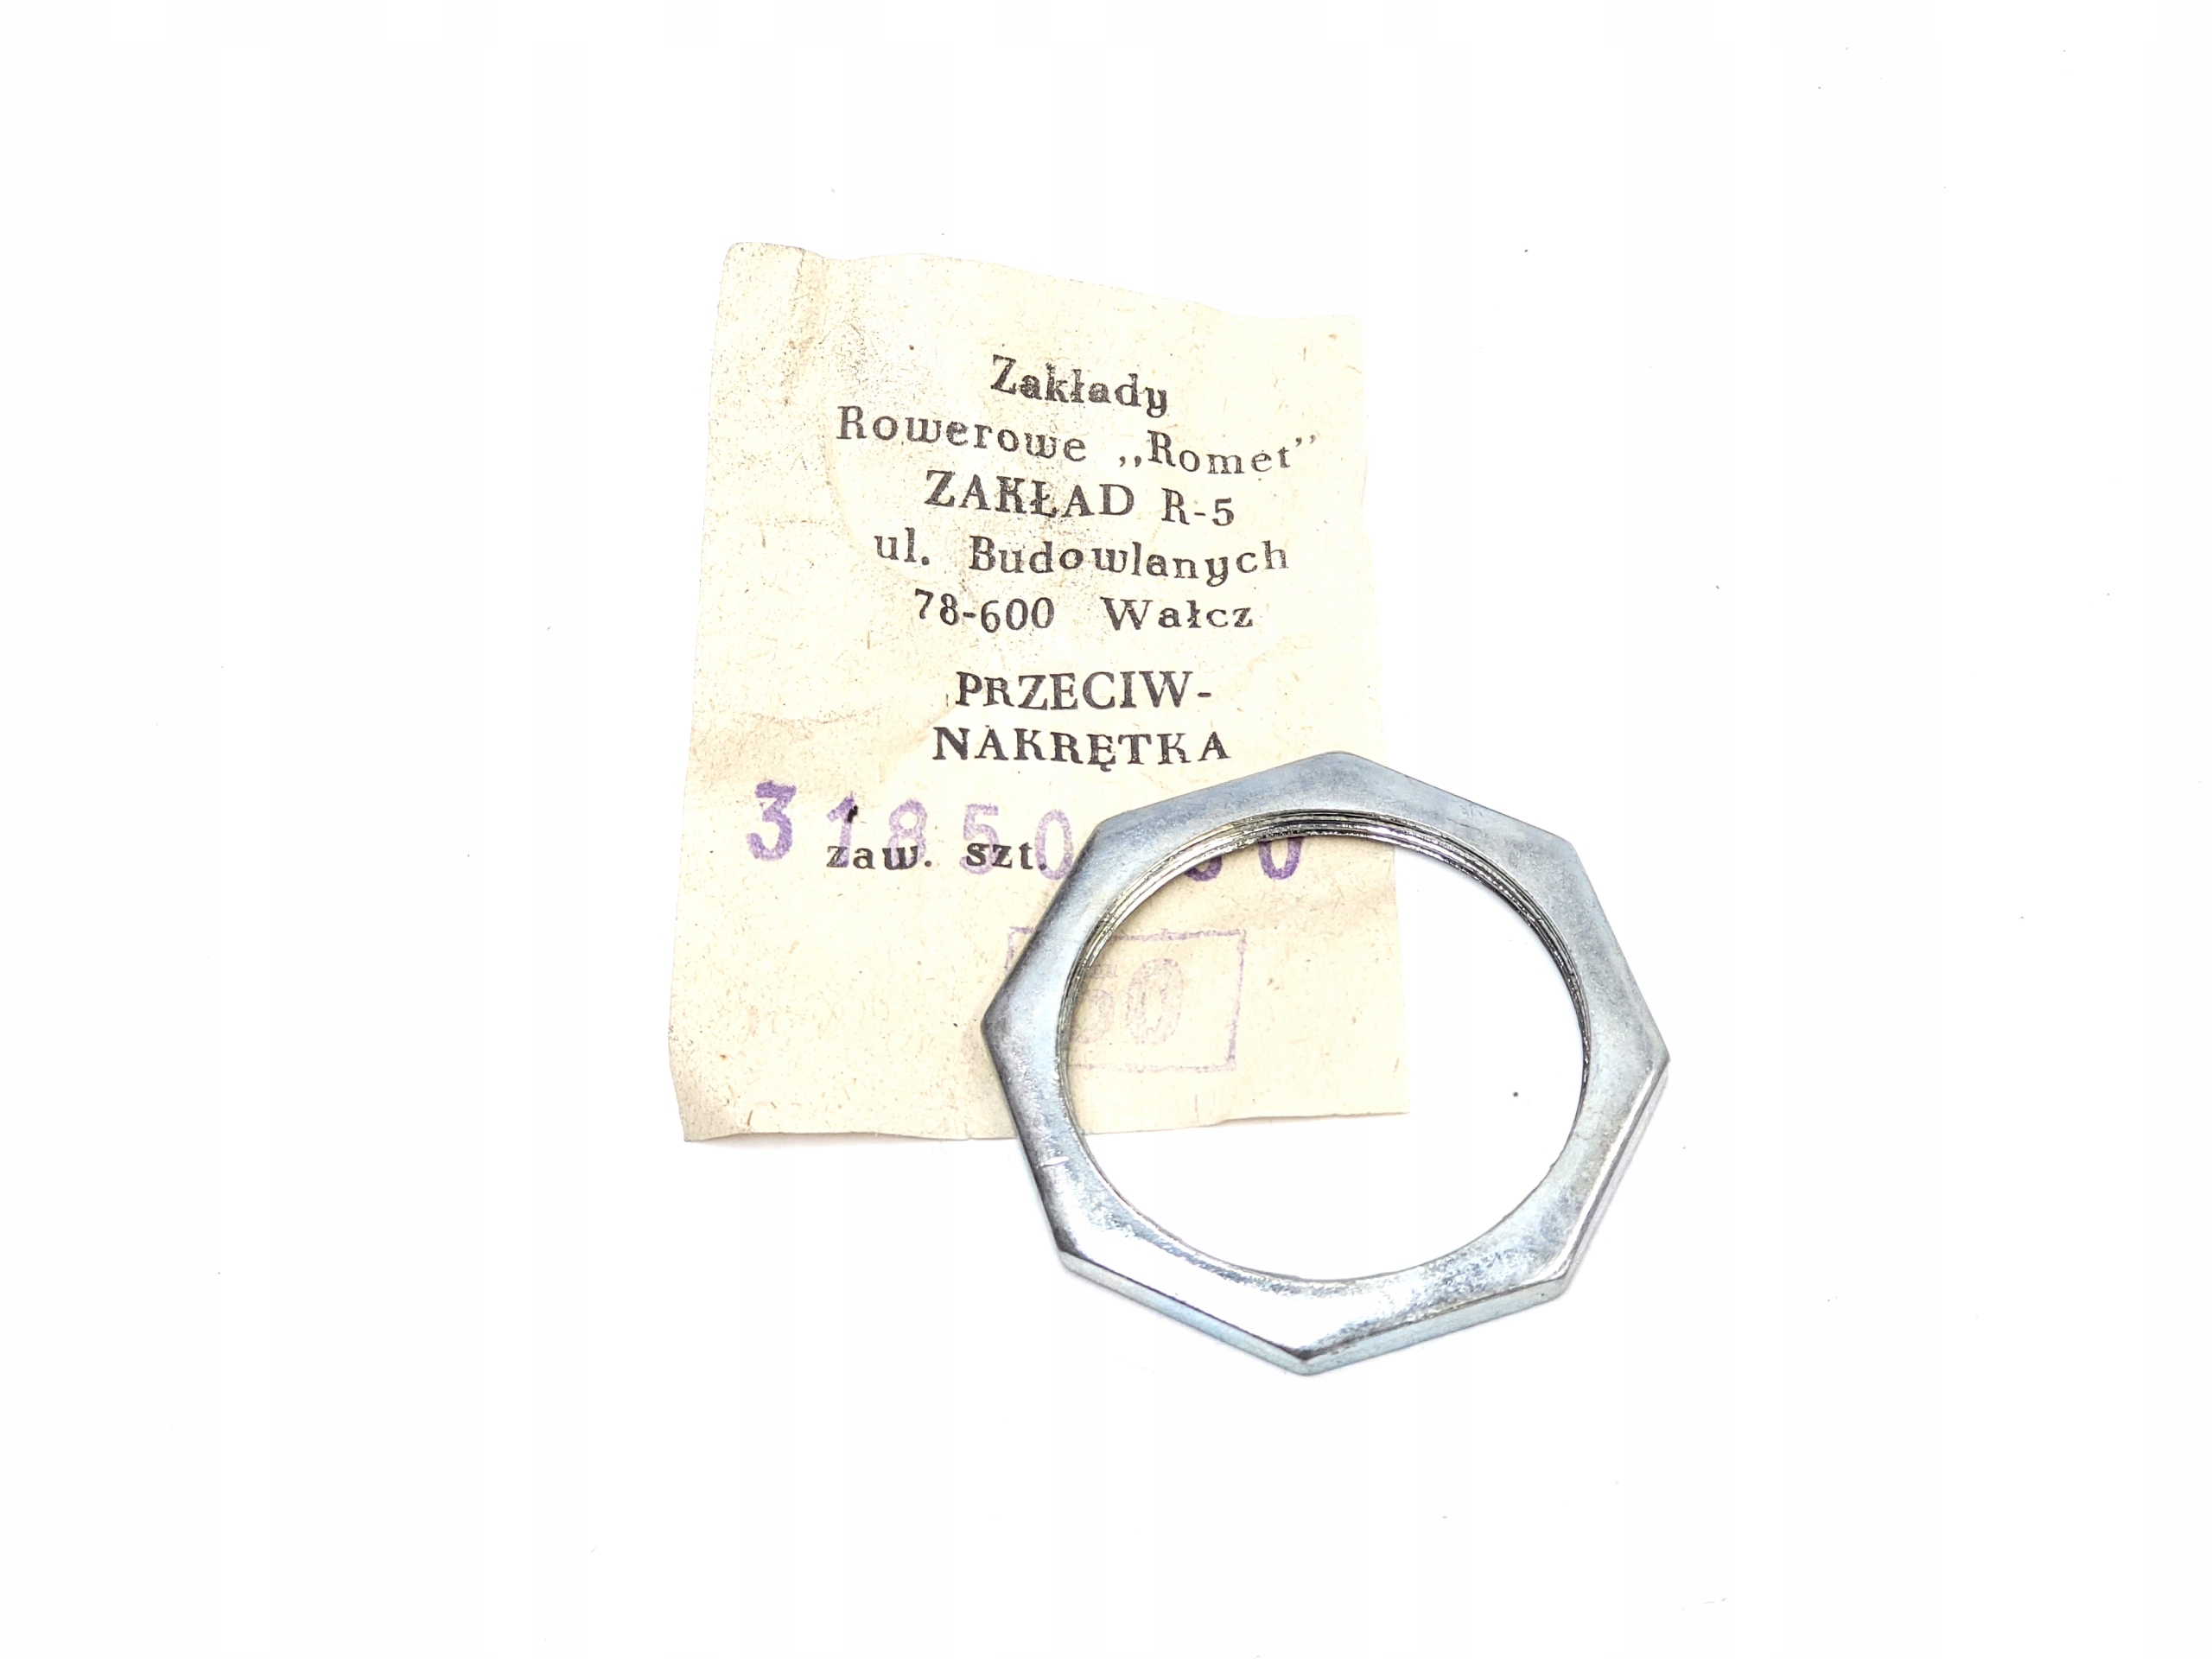 Zakłady
Rowerowe „Romet”
ZAKŁAD R-5
ul. Budowlanych
78-600 Wałcz
PRZECIW-
NAKRĘTKA
zaw. szt.